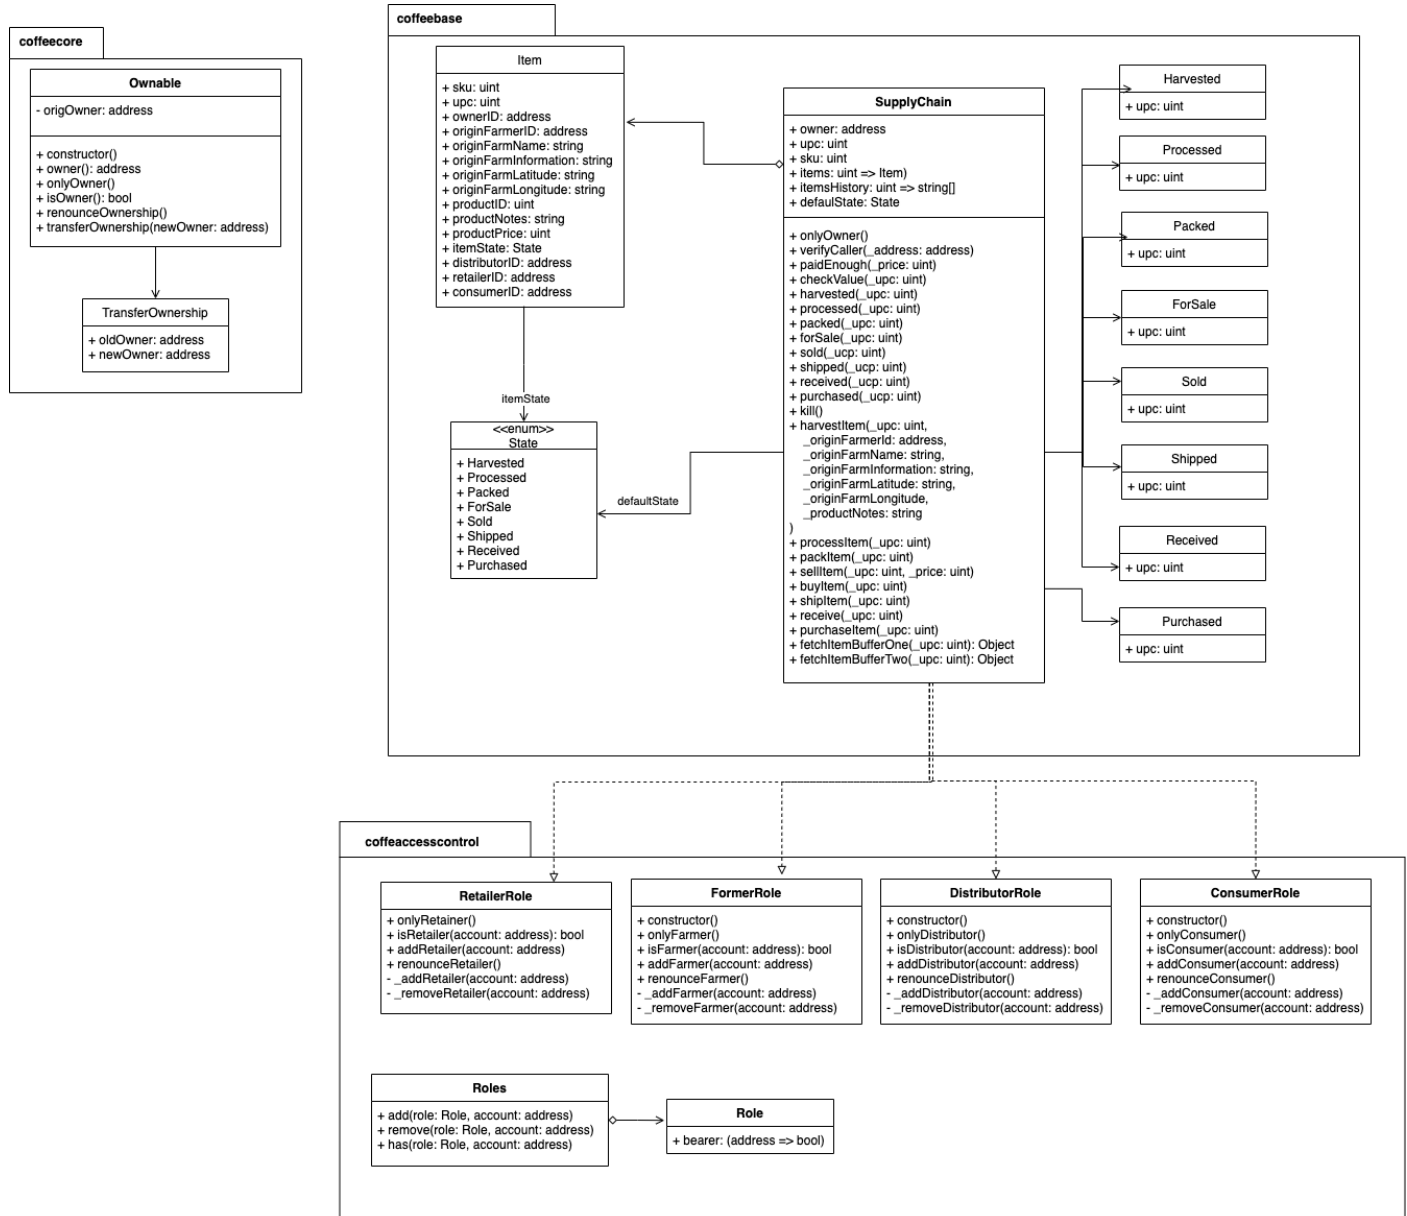 coffeecore
Ownable
- origOwner: address
+ constructor()
+ owner(): address
+ onlyOwner()
+ isOwner(): bool
+ renounceOwnership()
+ transferOwnership(newOwner: address)
TransferOwnership
+ oldOwner: address
+ newOwner: address
coffeebase
Item
+ sku: uint
+ upc: uint
+ ownerID: address
+ originFarmerID: address
+ originFarmName: string
+ originFarmInformation: string
+ originFarmLatitude: string
+ originFarmLongitude: string
+ productID: uint
+ productNotes: string
+ productPrice: uint
+ itemState: State
+ distributorID: address
+ retailerID: address
+ consumerID: address
itemState
<<enum>>
State
+ Harvested
+ Processed
+ Packed
+ ForSale
+ Sold
+ Shipped
+ Received
+ Purchased
defaultState
SupplyChain
+ owner: address
+ upc: uint
+ sku: uint
+ items: uint => Item)
+ itemsHistory: uint => string[]
+ defaulState: State
+ onlyOwner()
+ verifyCaller(_address: address)
+ paidEnough(_price: uint)
+ checkValue(_upc: uint)
+ harvested(_upc: uint)
+ processed(_upc: uint)
+ packed(_upc: uint)
+ forSale(_upc: uint)
+ sold(_ucp: uint)
+ shipped(_ucp: uint)
+ received(_ucp: uint)
+ purchased(_ucp: uint)
+ kill()
+ harvestItem(_upc: uint,
_originFarmerId: address,
_originFarmName: string,
_originFarmInformation: string,
_originFarmLatitude: string,
_originFarmLongitude,
_productNotes: string
)
+ processItem(_upc: uint)
+ packItem(_upc: uint)
+ sellItem(_upc: uint, _price: uint)
+ buyItem(_upc: uint)
+ shipItem(_upc: uint)
+ receive(_upc: uint)
+ purchaseItem(_upc: uint)
+ fetchItemBufferOne(_upc: uint): Object
+ fetchItemBufferTwo(_upc: uint): Object
Harvested
+ upc: uint
Processed
+ upc: uint
Packed
+ upc: uint
ForSale
+ upc: uint
Sold
+ upc: uint
Shipped
+ upc: uint
Received
+ upc: uint
Purchased
+ upc: uint
coffeaccesscontrol
RetailerRole
+ onlyRetainer()
+ isRetailer(account: address): bool
+ addRetailer(account: address)
+ renounceRetailer()
- _addRetailer(account: address)
- _removeRetailer(account: address)
FormerRole
+ constructor()
+ onlyFarmer()
+ isFarmer(account: address): bool
+ addFarmer(account: address)
+ renounceFarmer()
- _addFarmer(account: address)
- _removeFarmer(account: address)
DistributorRole
+ constructor()
+ onlyDistributor()
+ isDistributor(account: address): bool
+ addDistributor(account: address)
+ renounceDistributor()
- _addDistributor(account: address)
- _removeDistributor(account: address)
ConsumerRole
+ constructor()
+ onlyConsumer()
+ isConsumer(account: address): bool
+ addConsumer(account: address)
+ renounceConsumer()
- _addConsumer(account: address)
- _removeConsumer(account: address)
Roles
+ add(role: Role, account: address)
+ remove(role: Role, account: address)
+ has(role: Role, account: address)
Role
+ bearer: (address => bool)